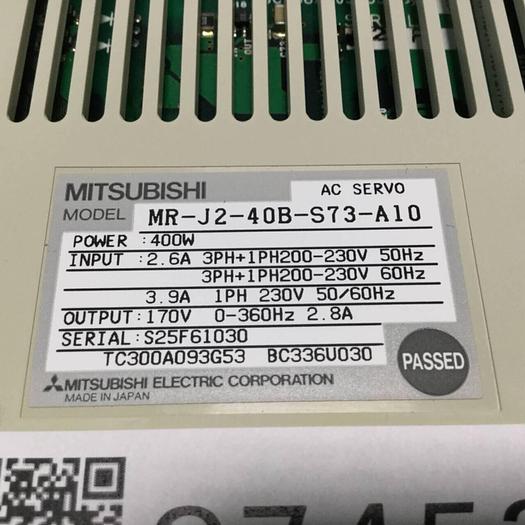 MITSUBISHI AC SERVO
MODEL MR-J2-40B-S73-A10
POWER :400W
INPUT :2.6A 3PH+1PH200-230V 50Hz
3PH+1PH200-230V 60Hz
3.9A 1PH 230V 50/60Hz
OUTPUT:170V 0-360Hz 2.8A
SERIAL:S25F61030
TC300A093G53 BC336U030
PASSED
MITSUBISHI ELECTRIC CORPORATION
MADE IN JAPAN